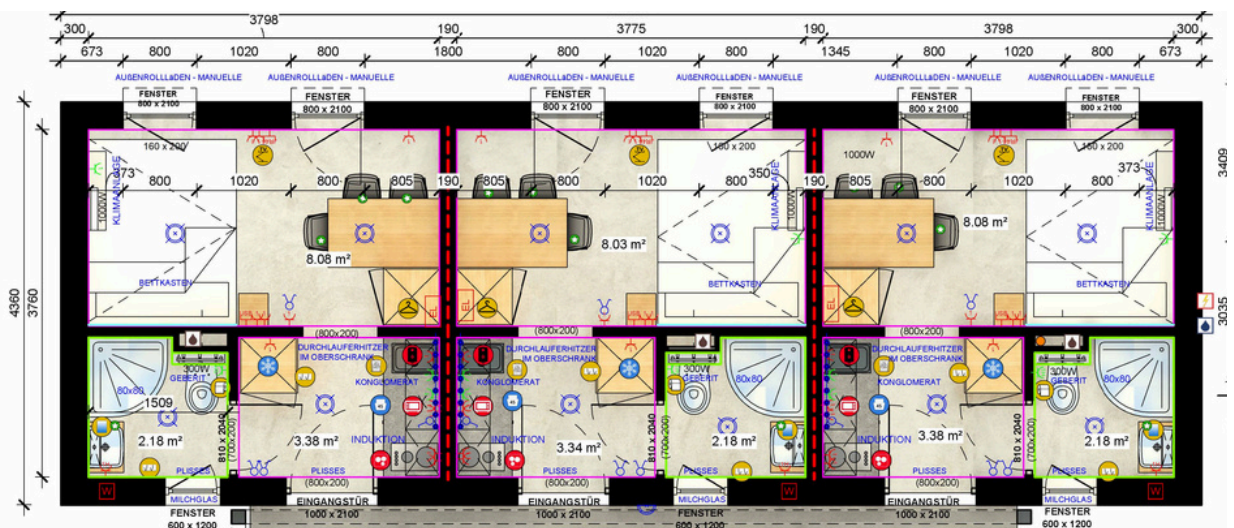 3798
3775
3798
300
190
190
300
673
800
1020
800
1800
800
1020
800
1345
800
1020
800
673
AUßENROLLLäDEN - MANUELLE
AUßENROLLLäDEN - MANUELLE
AUßENROLLLäDEN - MANUELLE
AUßENROLLLäDEN - MANUELLE
AUßENROLLLäDEN - MANUELLE
AUßENROLLLäDEN - MANUELLE
FENSTER
800 x 2100
FENSTER
800 x 2100
FENSTER
800 x 2100
FENSTER
800 x 2100
FENSTER
800 x 2100
FENSTER
800 x 2100
160 x 200
160 x 200
1000W
160 x 200
373
800
1020
800
805
190
805
800
1020
800
350
190
805
800
1020
800
373
KLIMAANLAGE
1000W
KLIMAANLAGE
1000W
KLIMAANLAGE
1000W
3409
4360
3760
3035
8.08 m²
8.03 m²
8.08 m²
BETTKASTEN
BETTKASTEN
BETTKASTEN
EL
EL
(800x200)
(800x200)
(800x200)
DURCHLAUFERHITZER
IM OBERSCHRANK
DURCHLAUFERHITZER
IM OBERSCHRANK
DURCHLAUFERHITZER
IM OBERSCHRANK
300W
GEBERIT
80x80
KONGLOMERAT
KONGLOMERAT
300W
GEBERIT
80x80
KONGLOMERAT
300W
GEBERIT
80x80
1509
2.18 m²
810 x 2040
(700x200)
3.38 m²
INDUKTION
INDUKTION
3.34 m²
810 x 2040
(700x200)
2.18 m²
INDUKTION
3.38 m²
810 x 2040
(700x200)
2.18 m²
PLISSES
PLISSES
PLISSES
PLISSES
PLISSES
PLISSES
(800x200)
(800x200)
(800x200)
W
MILCHGLAS
FENSTER
600 x 1200
EINGANGSTÜR
1000 x 2100
EINGANGSTÜR
1000 x 2100
MILCHGLAS
FENSTER
600 x 1200
W
EINGANGSTÜR
1000 x 2100
MILCHGLAS
FENSTER
600 x 1200
W